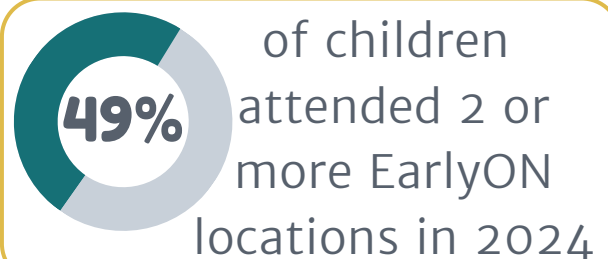 49%
of children
attended 2 or
more EarlyON
locations in 2024